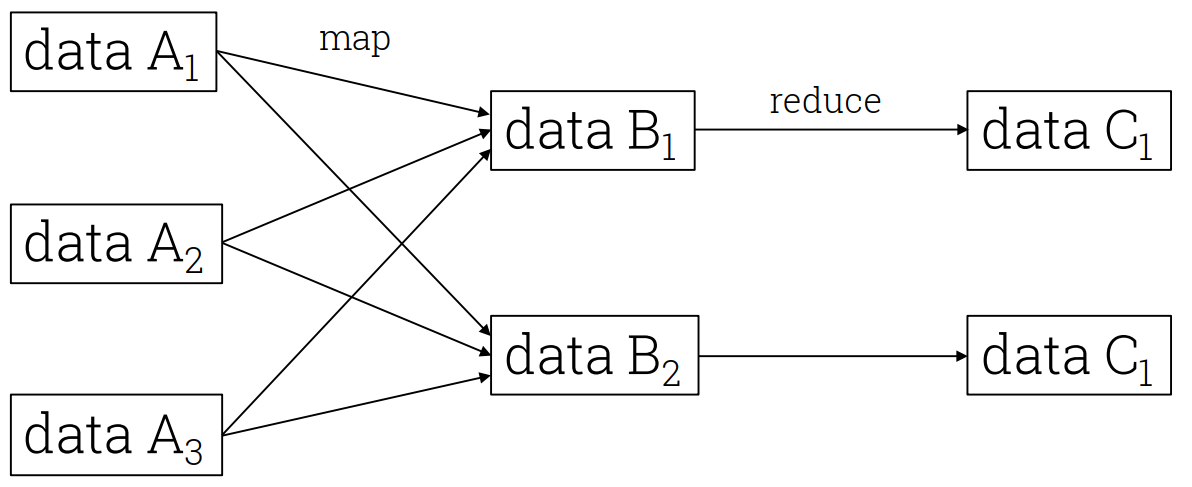 data A₁
map
data B₁
reduce
data C₁
data A₂
data B₂
data C₁
data A₃